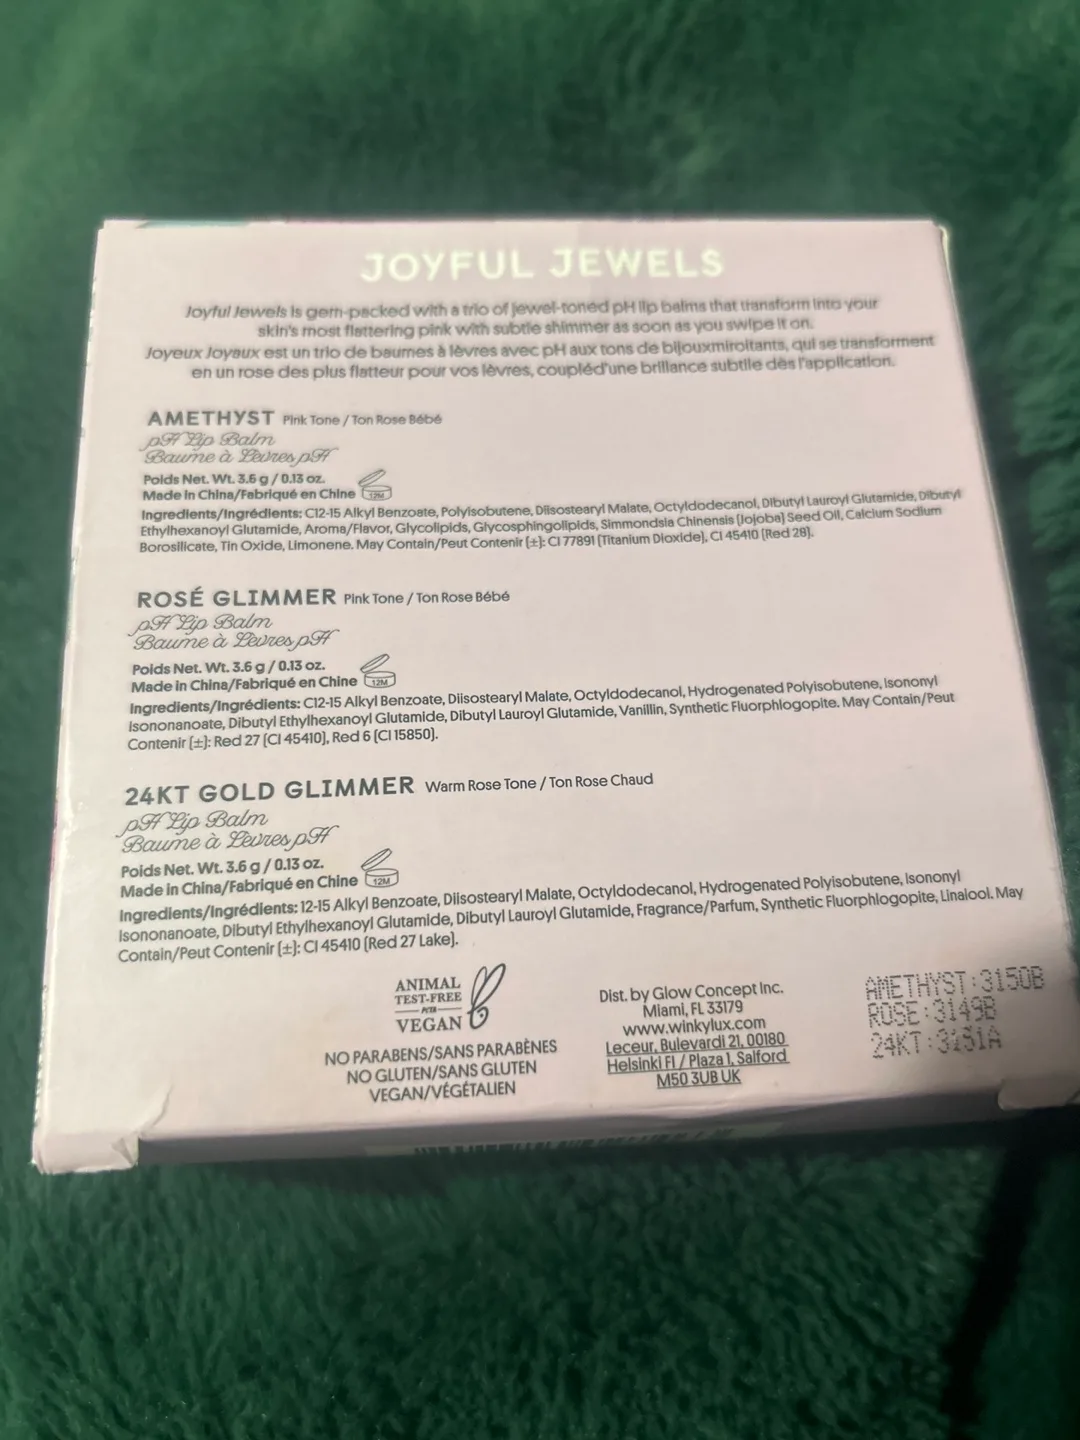 JOYFUL JEWELS
Joyful Jewels is gem-packed with a trio of jewel-toned pH lip balms that transform into your
skin's most flattering pink with subtle shimmer as soon as you swipe it on.
Joyeux Joyaux est un trio de baumes à lèvres avec pH aux tons de bijouxmiroitants, qui se transforment
en un rose des plus flatteur pour vos lèvres, coupléd'une brillance subtile dès l'application.
AMETHYST Pink Tone / Ton Rose Bébé
pH Lip Balm
Baume à Levres pH
Poids Net. Wt. 3.6 g / 0.13 oz.
Made in China/Fabriqué en Chine 12M
Ingredients/Ingrédients: C12-15 Alkyl Benzoate, Polyisobutene, Diisostearyl Malate, Octyldodecanol, Dibutyl Lauroyl Glutamide, Dibutyl
Ethylhexanoyl Glutamide, Aroma/Flavor, Glycolipids, Glycosphingolipids, Simmondsia Chinensis (Jojoba) Seed Oil, Calcium Sodium
Borosilicate, Tin Oxide, Limonene. May Contain/Peut Contenir (±): CI 77891 (Titanium Dioxide), CI 45410 (Red 28).
ROSÉ GLIMMER Pink Tone / Ton Rose Bébé
pH Lip Balm
Baume à Levres pH
Poids Net. Wt. 3.6 g / 0.13 oz.
Made in China/Fabriqué en Chine 12M
Ingredients/Ingrédients: C12-15 Alkyl Benzoate, Diisostearyl Malate, Octyldodecanol, Hydrogenated Polyisobutene, Isononyl
Isononanoate, Dibutyl Ethylhexanoyl Glutamide, Dibutyl Lauroyl Glutamide, Vanillin, Synthetic Fluorphlogopite. May Contain/Peut
Contenir (±): Red 27 (CI 45410), Red 6 (CI 15850).
24KT GOLD GLIMMER Warm Rose Tone / Ton Rose Chaud
pH Lip Balm
Baume à Lèvres pH
Poids Net. Wt. 3.6 g / 0.13 oz.
Made in China/Fabriqué en Chine 12M
Ingredients/Ingrédients: 12-15 Alkyl Benzoate, Diisostearyl Malate, Octyldodecanol, Hydrogenated Polyisobutene, Isononyl
Isononanoate, Dibutyl Ethylhexanoyl Glutamide, Dibutyl Lauroyl Glutamide, Fragrance/Parfum, Synthetic Fluorphlogopite, Linalool. May
Contain/Peut Contenir (±): CI 45410 (Red 27 Lake).
ANIMAL
TEST-FREE
PETA
VEGAN
NO PARABENS/SANS PARABÈNES
NO GLUTEN/SANS GLUTEN
VEGAN/VÉGÉTALIEN
Dist. by Glow Concept Inc.
Miami, FL 33179
www.winkylux.com
Leceur, Bulevardi 21, 00180
Helsinki FI / Plaza 1, Salford
M50 3UB UK
AMETHYST:3150B
ROSE:3149B
24KT:3151A